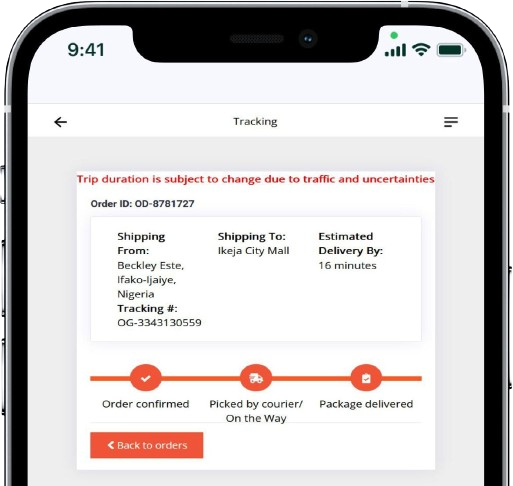 9:41
Tracking
Trip duration is subject to change due to traffic and uncertainties
Order ID: OD-8781727
Shipping From:
Beckley Este,
Ifako-Ijaiye,
Nigeria
Tracking #:
OG-3343130559
Shipping To:
Ikeja City Mall
Estimated
Delivery By:
16 minutes
Order confirmed
Picked by courier/
On the Way
Package delivered
Back to orders